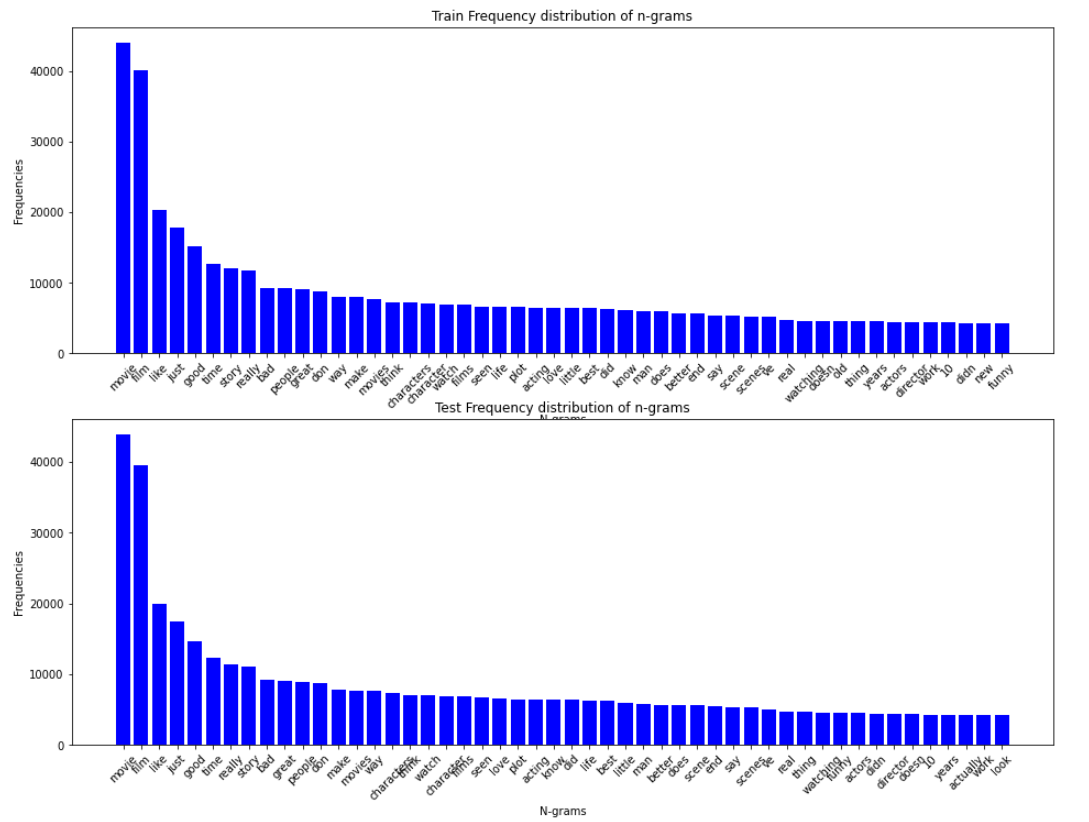 Train Frequency distribution of n-grams
Frequencies
40000
30000
20000
10000
0
movie film like just good time story really bad people great don way make movies think characters character watch films seen life plot acting love little best did know man does better end say scene scenes ve real watching doesn old thing years actors director work 10 didn new funny
N-grams
Test Frequency distribution of n-grams
Frequencies
40000
30000
20000
10000
0
movie film like just good time really story bad great people don make movies way characters think watch character films seen love plot acting know did life best little man better does scene end say scenes ve real thing watching funny actors didn director doesn 10 years actually work look
N-grams